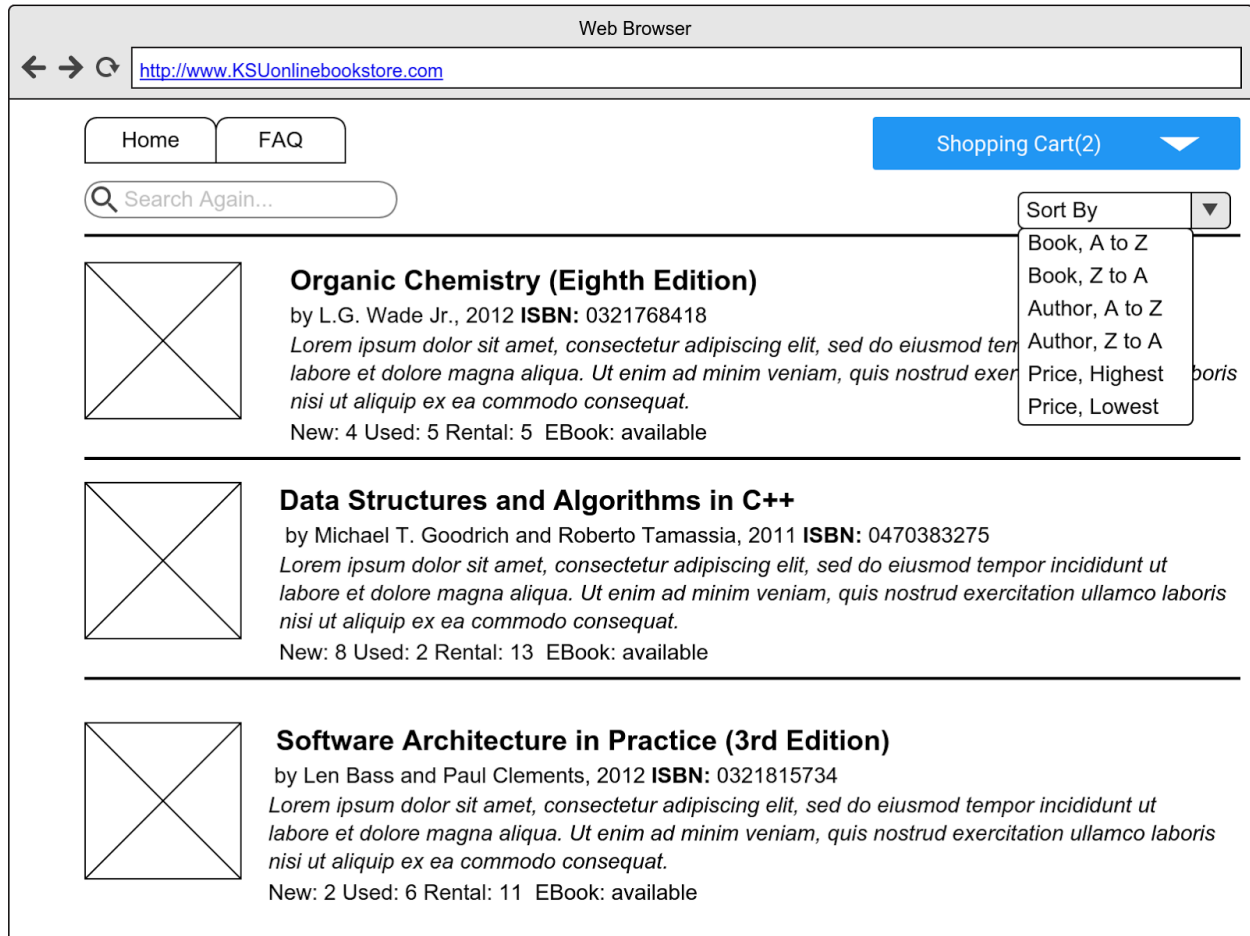 Web Browser
http://www.KSUonlinebookstore.com
Home FAQ
Shopping Cart(2)
Search Again...
Sort By
Book, A to Z
Book, Z to A
Author, A to Z
Author, Z to A
Price, Highest
Price, Lowest
Organic Chemistry (Eighth Edition)
by L.G. Wade Jr., 2012 ISBN: 0321768418
Lorem ipsum dolor sit amet, consectetur adipiscing elit, sed do eiusmod
labore et dolore magna aliqua. Ut enim ad minim veniam, quis nostrud
nisi ut aliquip ex ea commodo consequat.
New: 4 Used: 5 Rental: 5 EBook: available
Data Structures and Algorithms in C++
by Michael T. Goodrich and Roberto Tamassia, 2011 ISBN: 0470383275
Lorem ipsum dolor sit amet, consectetur adipiscing elit, sed do eiusmod tempor incididunt ut
labore et dolore magna aliqua. Ut enim ad minim veniam, quis nostrud exercitation ullamco laboris
nisi ut aliquip ex ea commodo consequat.
New: 8 Used: 2 Rental: 13 EBook: available
Software Architecture in Practice (3rd Edition)
by Len Bass and Paul Clements, 2012 ISBN: 0321815734
Lorem ipsum dolor sit amet, consectetur adipiscing elit, sed do eiusmod tempor incididunt ut
labore et dolore magna aliqua. Ut enim ad minim veniam, quis nostrud exercitation ullamco laboris
nisi ut aliquip ex ea commodo consequat.
New: 2 Used: 6 Rental: 11 EBook: available